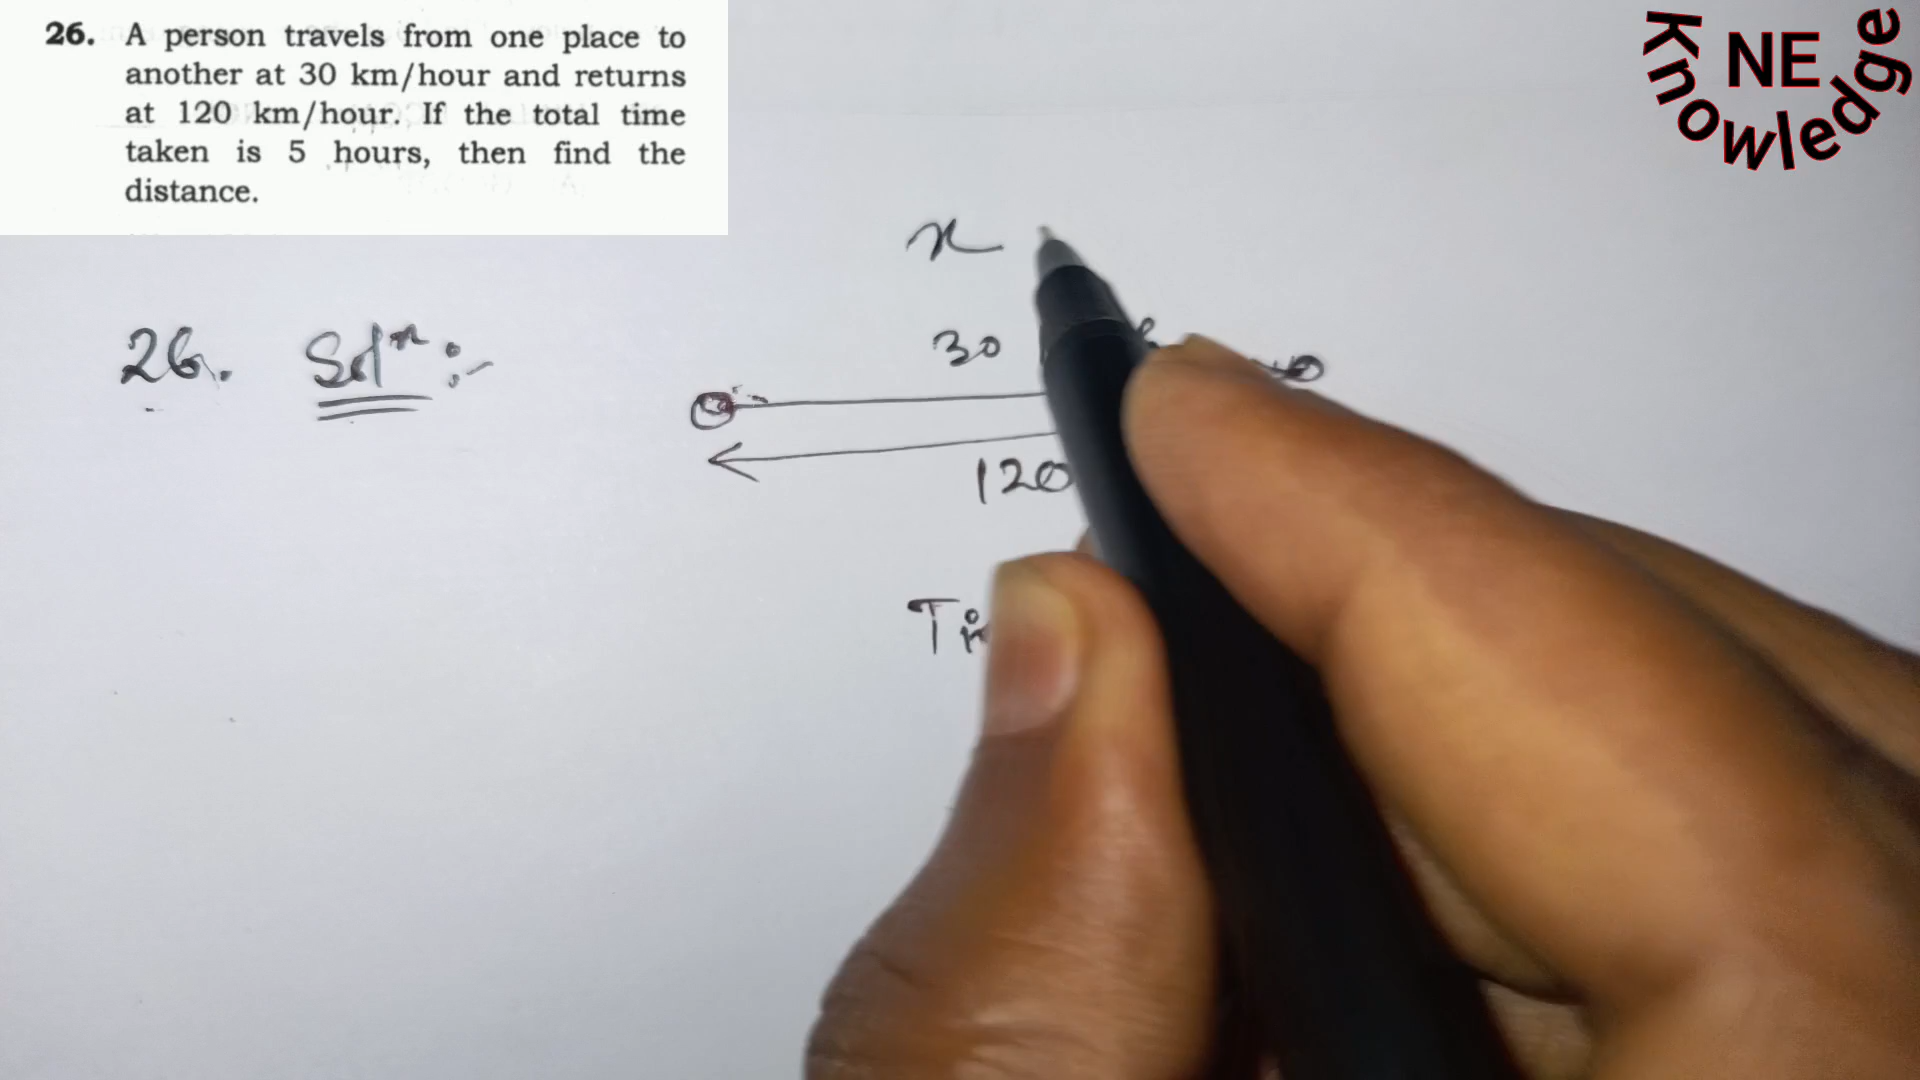 26. A person travels from one place to
another at 30 km/hour and returns
at 120 km/hour. If the total time
taken is 5 hours, then find the
distance.
NE
Knowledge
x
26. Solⁿ :-
30
120